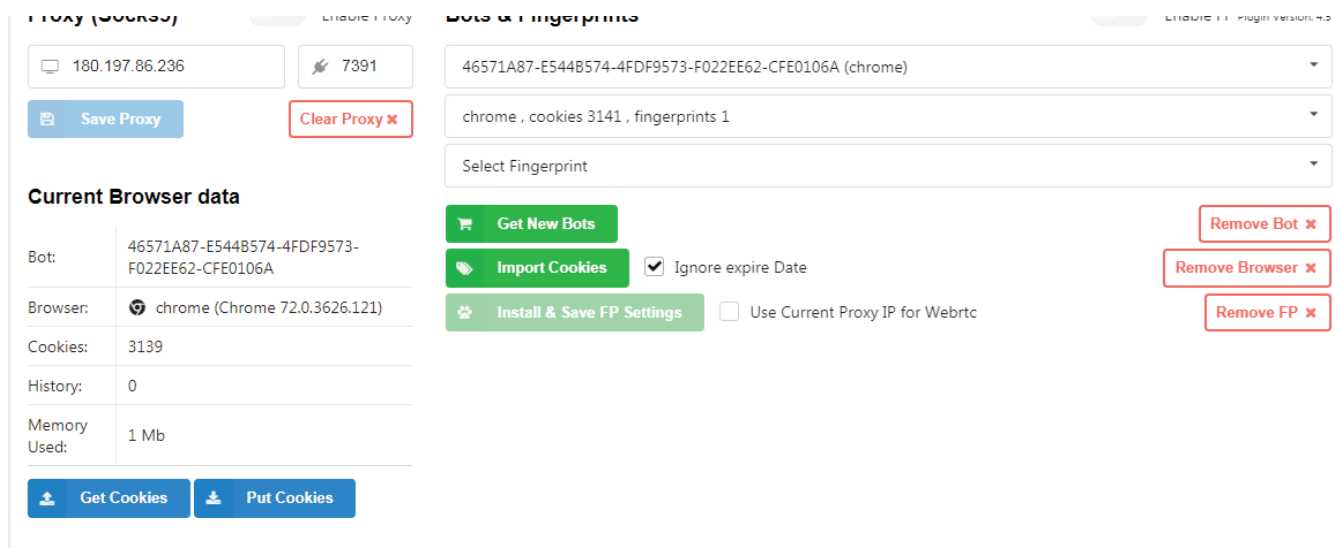 Proxy (Socks5)
Enable Proxy
180.197.86.236
7391
Save Proxy
Clear Proxy ✖
Current Browser data
Bot:
46571A87-E544B574-4FDF9573-
F022EE62-CFE0106A
Browser:
chrome (Chrome 72.0.3626.121)
Cookies:
3139
History:
0
Memory
Used:
1 Mb
Get Cookies
Put Cookies
Bots & Fingerprints
Enable FP Plugin Version: 4.5
46571A87-E544B574-4FDF9573-F022EE62-CFE0106A (chrome)
chrome , cookies 3141 , fingerprints 1
Select Fingerprint
Get New Bots
Remove Bot ✖
Import Cookies
Ignore expire Date
Remove Browser ✖
Install & Save FP Settings
Use Current Proxy IP for Webrtc
Remove FP ✖